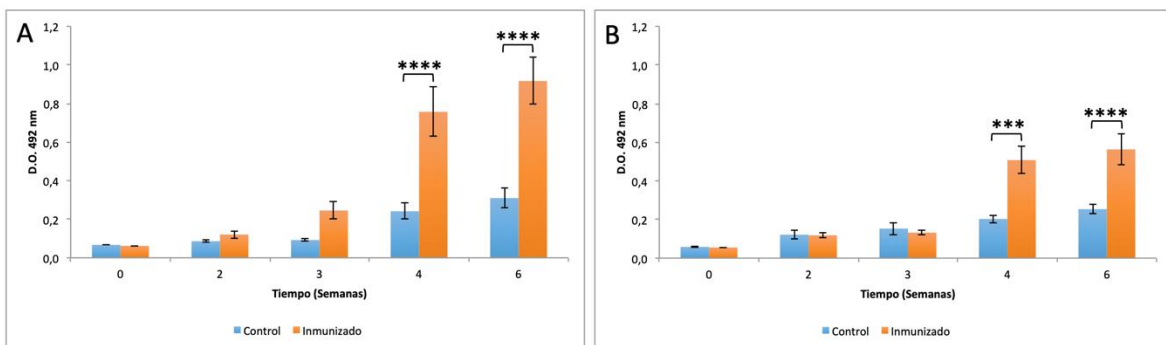 A
1,2
1,0
0,8
0,6
0,4
0,2
0,0
D.O. 492 nm
****
****
0 2 3 4 6
Tiempo (Semanas)
Control Inmunizado
B
1,2
1,0
0,8
0,6
0,4
0,2
0,0
D.O. 492 nm
***
****
0 2 3 4 6
Tiempo (Semanas)
Control Inmunizado